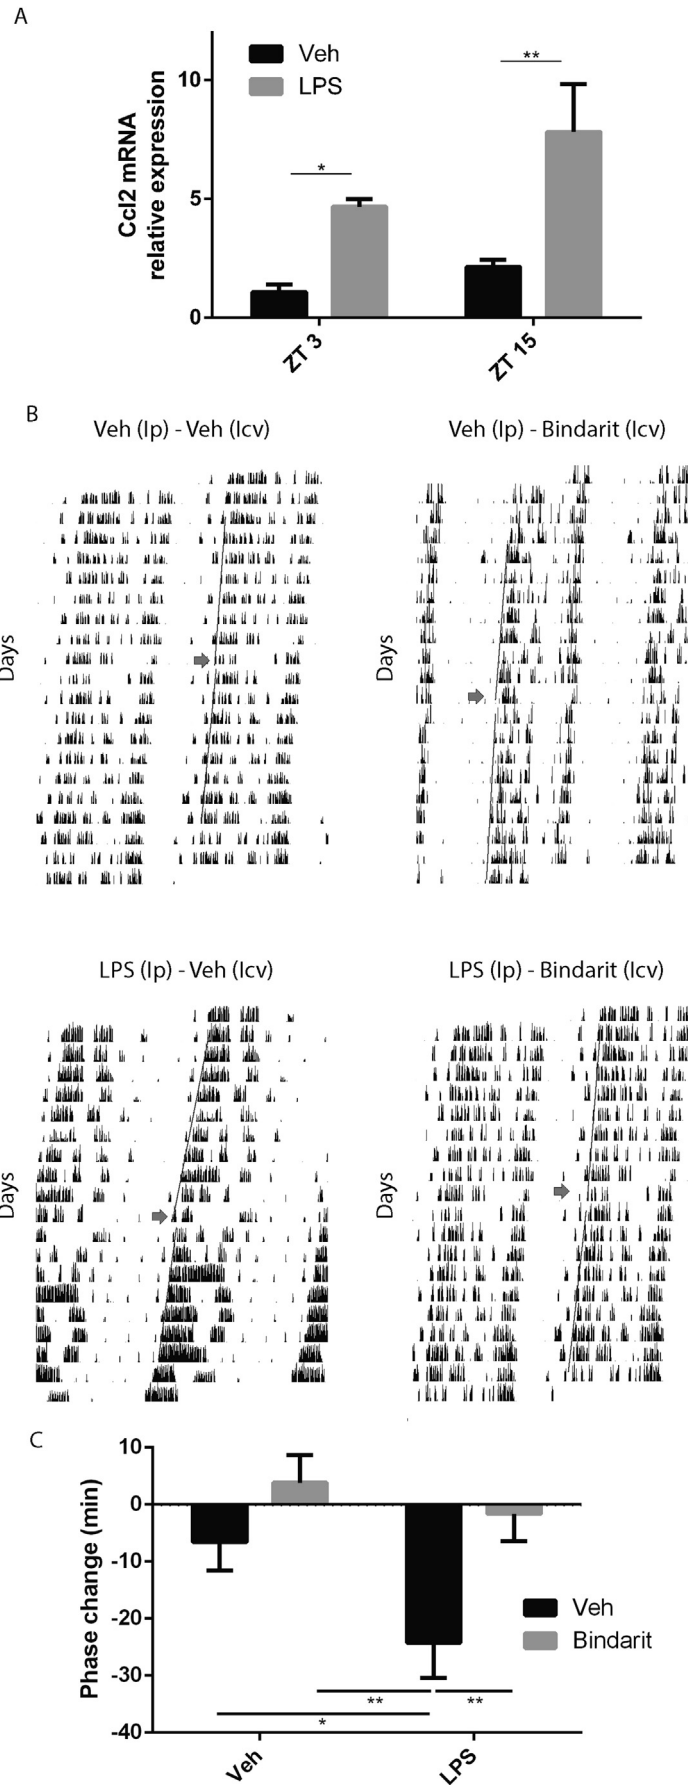 A
Veh
LPS
Ccl2 mRNA
relative expression
10
5
0
*
**
ZT 3
ZT 15
B
Veh (Ip) - Veh (Icv)
Veh (Ip) - Bindarit (Icv)
Days
Days
LPS (Ip) - Veh (Icv)
LPS (Ip) - Bindarit (Icv)
Days
Days
C
Phase change (min)
10
0
-10
-20
-30
-40
Veh
Bindarit
**
**
*
Veh
LPS